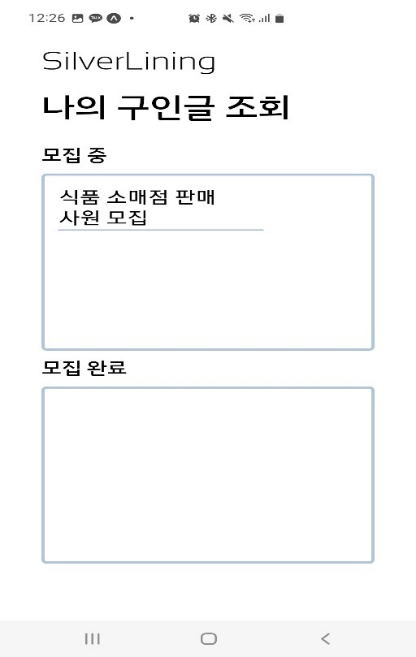 12:26
SilverLining
나의 구인글 조회
모집 중
식품 소매점 판매
사원 모집
모집 완료